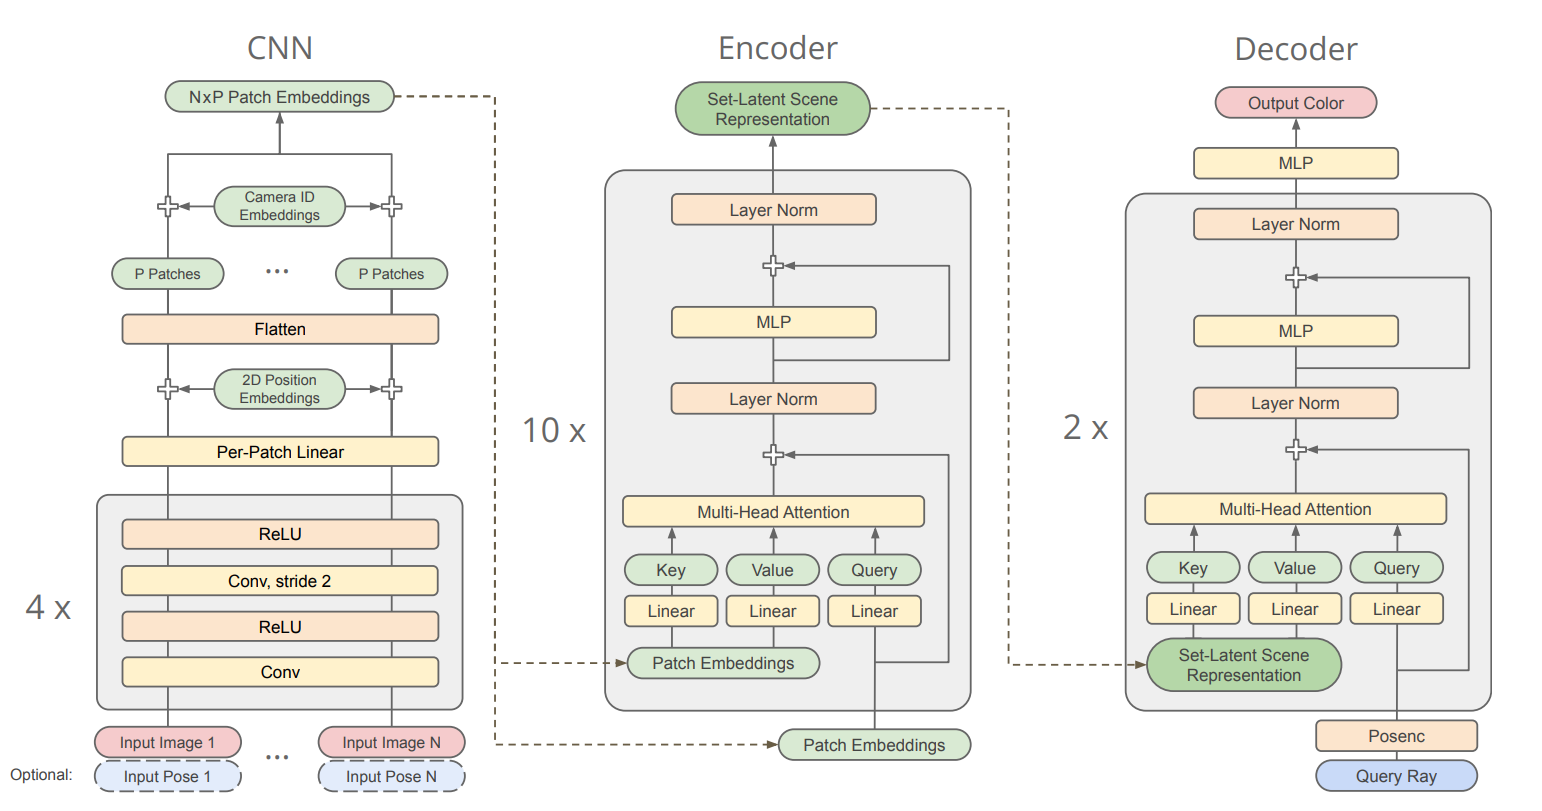 CNN
NxP Patch Embeddings
Camera ID
Embeddings
P Patches
...
P Patches
Flatten
2D Position
Embeddings
Per-Patch Linear
4 x
ReLU
Conv, stride 2
ReLU
Conv
Input Image 1
...
Input Image N
Optional:
Input Pose 1
Input Pose N
Encoder
Set-Latent Scene
Representation
10 x
Layer Norm
MLP
Layer Norm
Multi-Head Attention
Key
Value
Query
Linear
Linear
Linear
Patch Embeddings
Patch Embeddings
Decoder
Output Color
MLP
2 x
Layer Norm
MLP
Layer Norm
Multi-Head Attention
Key
Value
Query
Linear
Linear
Linear
Set-Latent Scene
Representation
Posenc
Query Ray